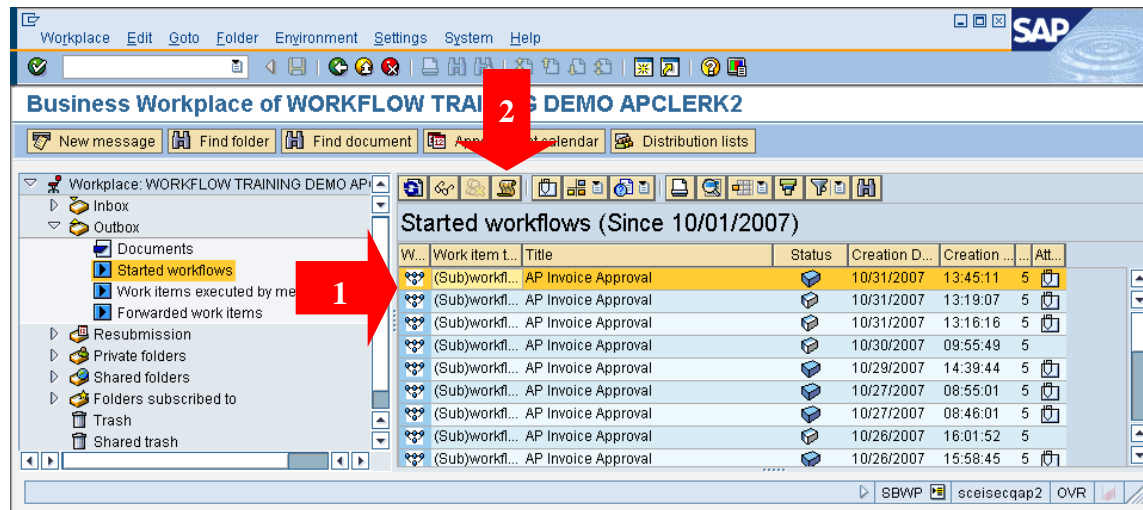 Workplace Edit Goto Folder Environment Settings System Help
SAP
Business Workplace of WORKFLOW TRAI G DEMO APCLERK2
2
New message Find folder Find document 12 App t calendar Distribution lists
Workplace: WORKFLOW TRAINING DEMO AP
Inbox
Outbox
Documents
Started workflows
Work items executed by me
Forwarded work items
Resubmission
Private folders
Shared folders
Folders subscribed to
Trash
Shared trash
1
Started workflows (Since 10/01/2007)
W... Work item t... Title Status Creation D... Creation ... ... Att...
(Sub)workfl... AP Invoice Approval 10/31/2007 13:45:11 5
(Sub)workfl... AP Invoice Approval 10/31/2007 13:19:07 5
(Sub)workfl... AP Invoice Approval 10/31/2007 13:16:16 5
(Sub)workfl... AP Invoice Approval 10/30/2007 09:55:49 5
(Sub)workfl... AP Invoice Approval 10/29/2007 14:39:44 5
(Sub)workfl... AP Invoice Approval 10/27/2007 08:55:01 5
(Sub)workfl... AP Invoice Approval 10/27/2007 08:46:01 5
(Sub)workfl... AP Invoice Approval 10/26/2007 16:01:52 5
(Sub)workfl... AP Invoice Approval 10/26/2007 15:58:45 5
SBWP sceisecqap2 OVR